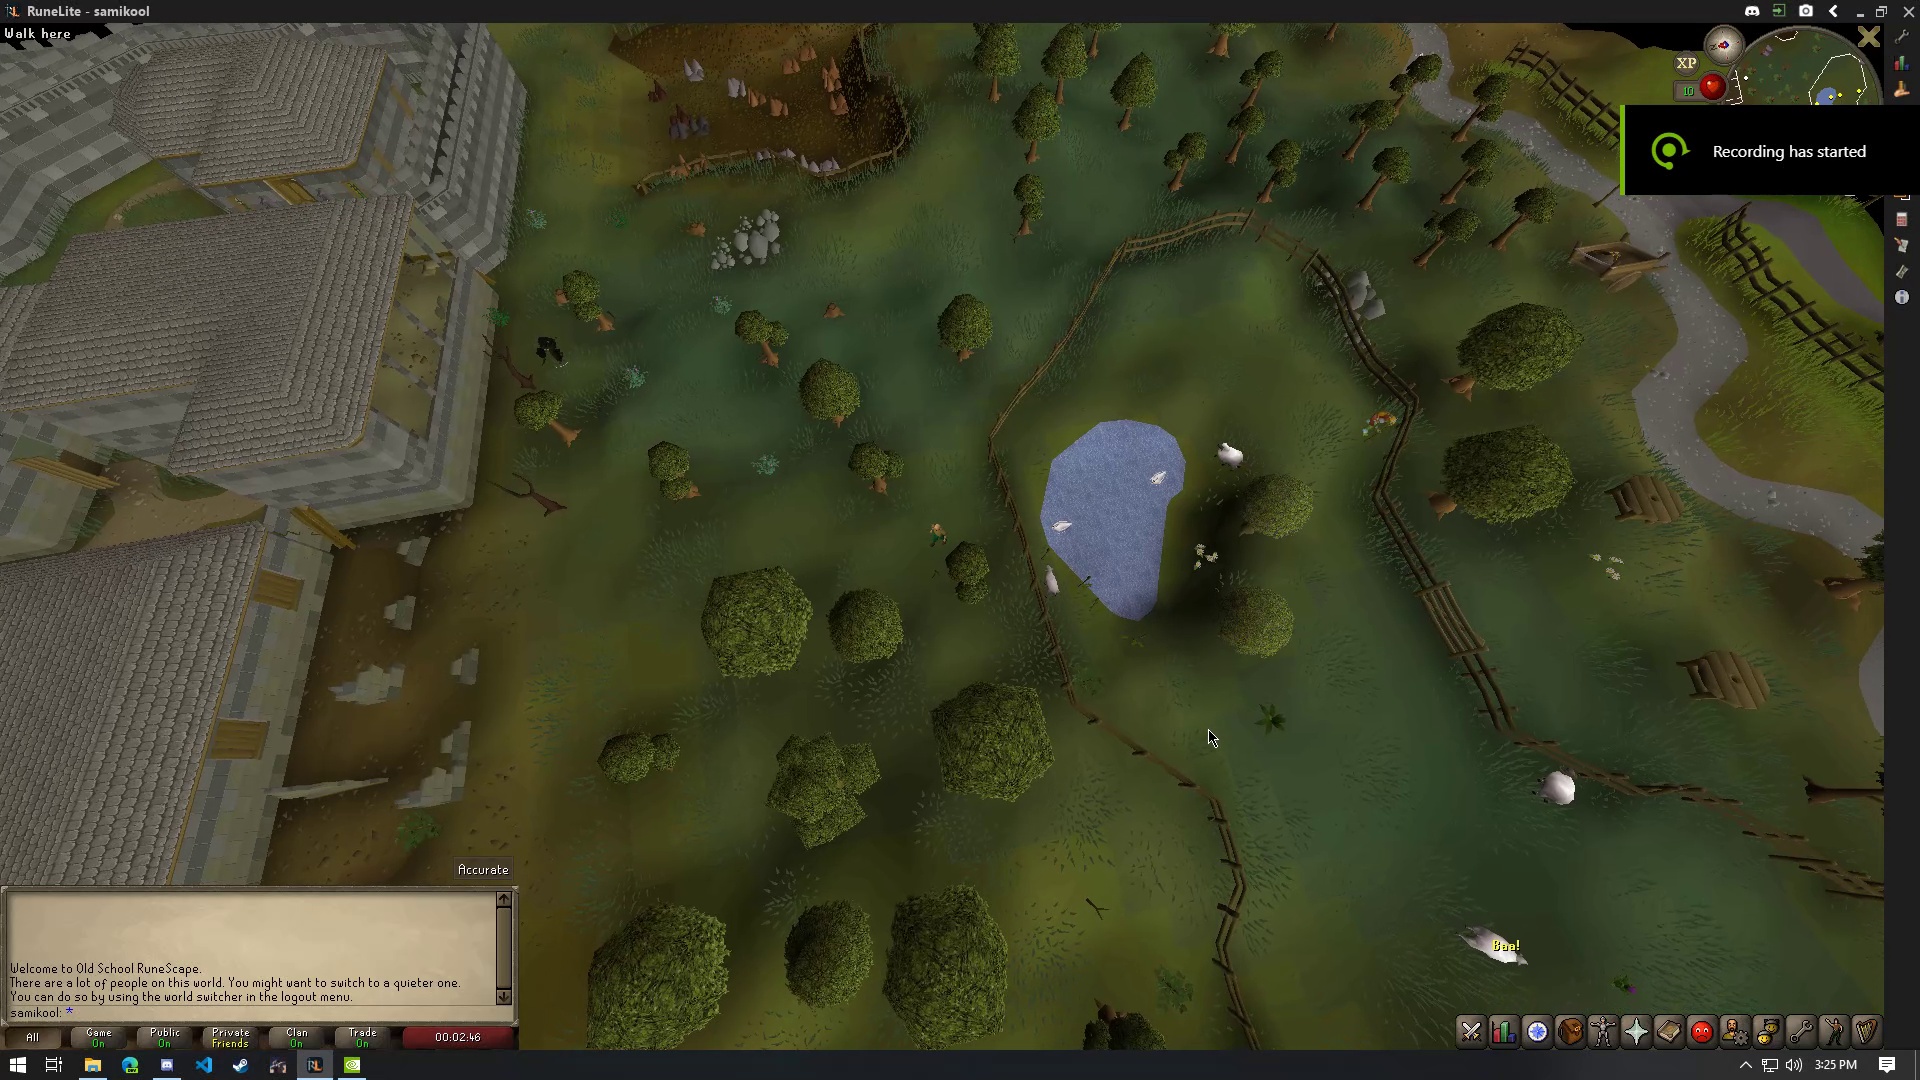 RuneLite - samikool
Walk here
XP
10
Recording has started
Baa!
Accurate
Welcome to Old School RuneScape.
There are a lot of people on this world. You might want to switch to a quieter one.
You can do so by using the world switcher in the logout menu.
samikool: *
All
Game
On
Public
On
Private
Friends
Clan
On
Trade
On
00:02:46
3:25 PM